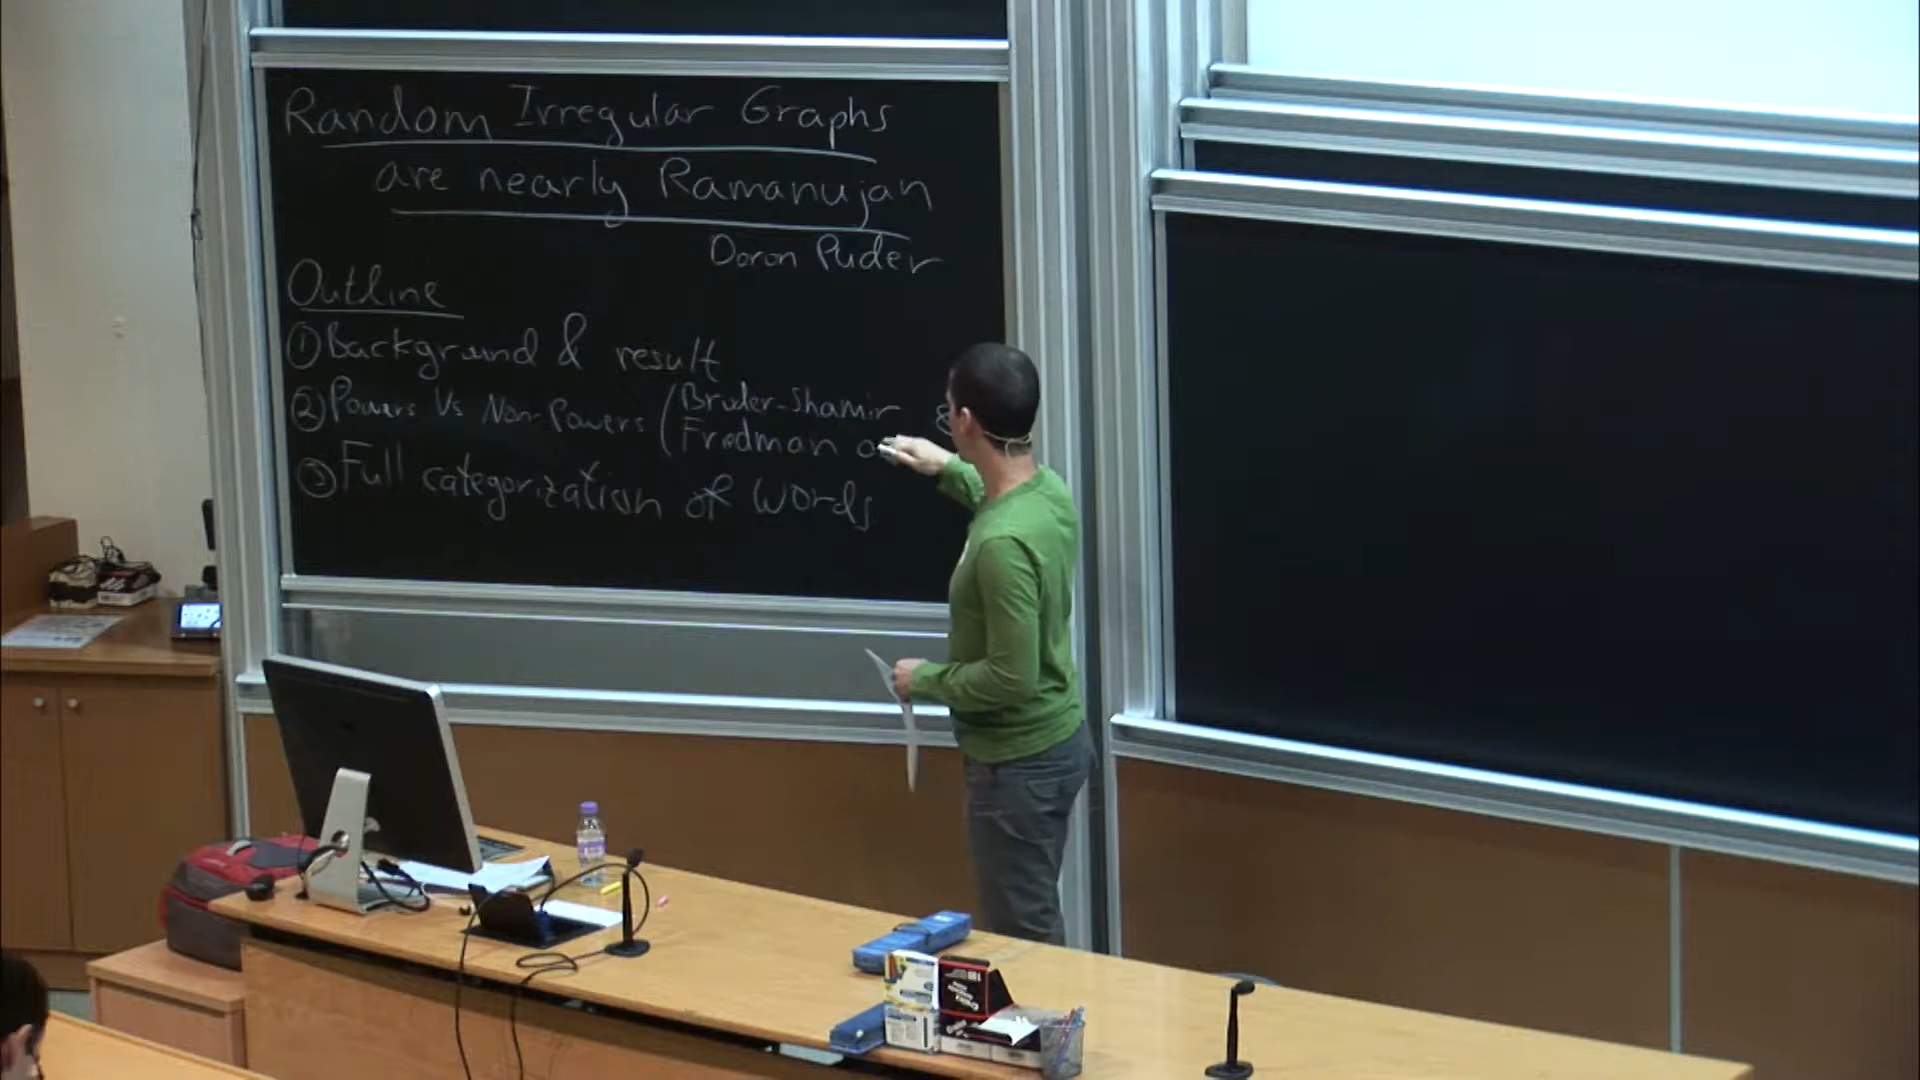 Random Irregular Graphs
are nearly Ramanujan
Doron Puder
Outline
① Background & result
② Powers Vs Non-Powers (Broder-Shamir &
Friedman
③ Full categorization of words